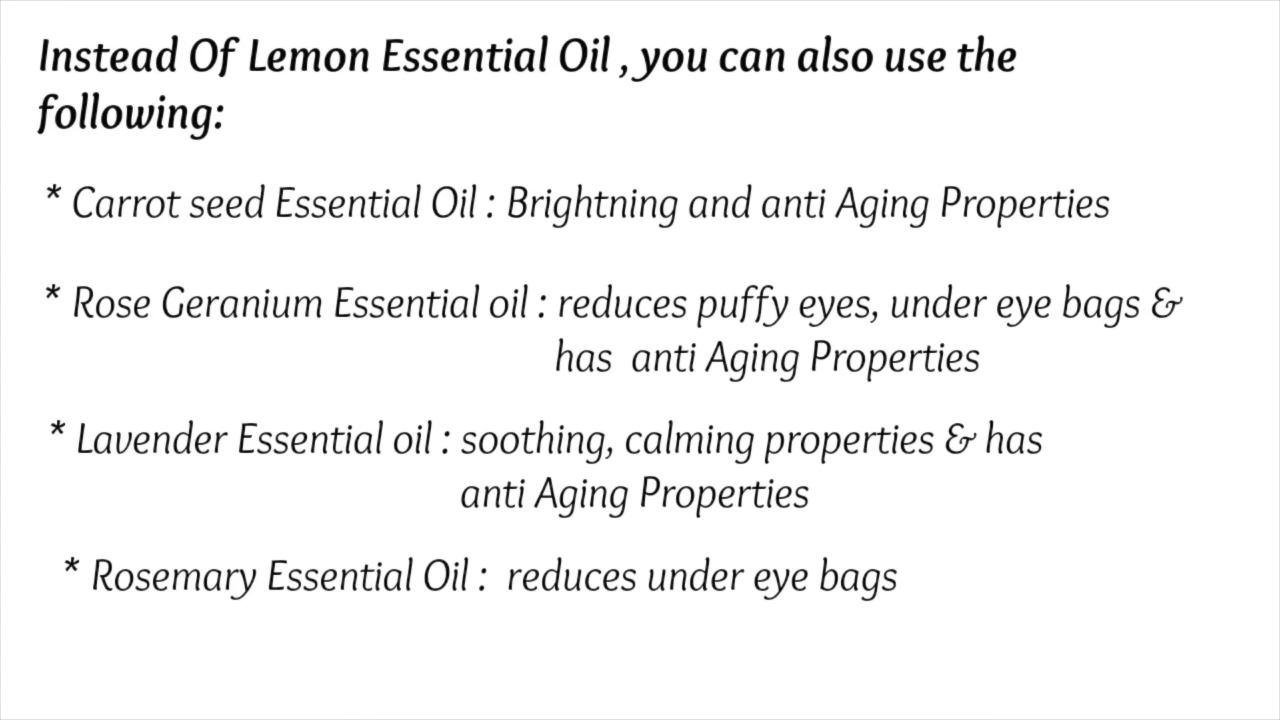 Instead Of Lemon Essential Oil , you can also use the
following:
* Carrot seed Essential Oil : Brightning and anti Aging Properties
* Rose Geranium Essential oil : reduces puffy eyes, under eye bags &
has anti Aging Properties
* Lavender Essential oil : soothing, calming properties & has
anti Aging Properties
* Rosemary Essential Oil : reduces under eye bags